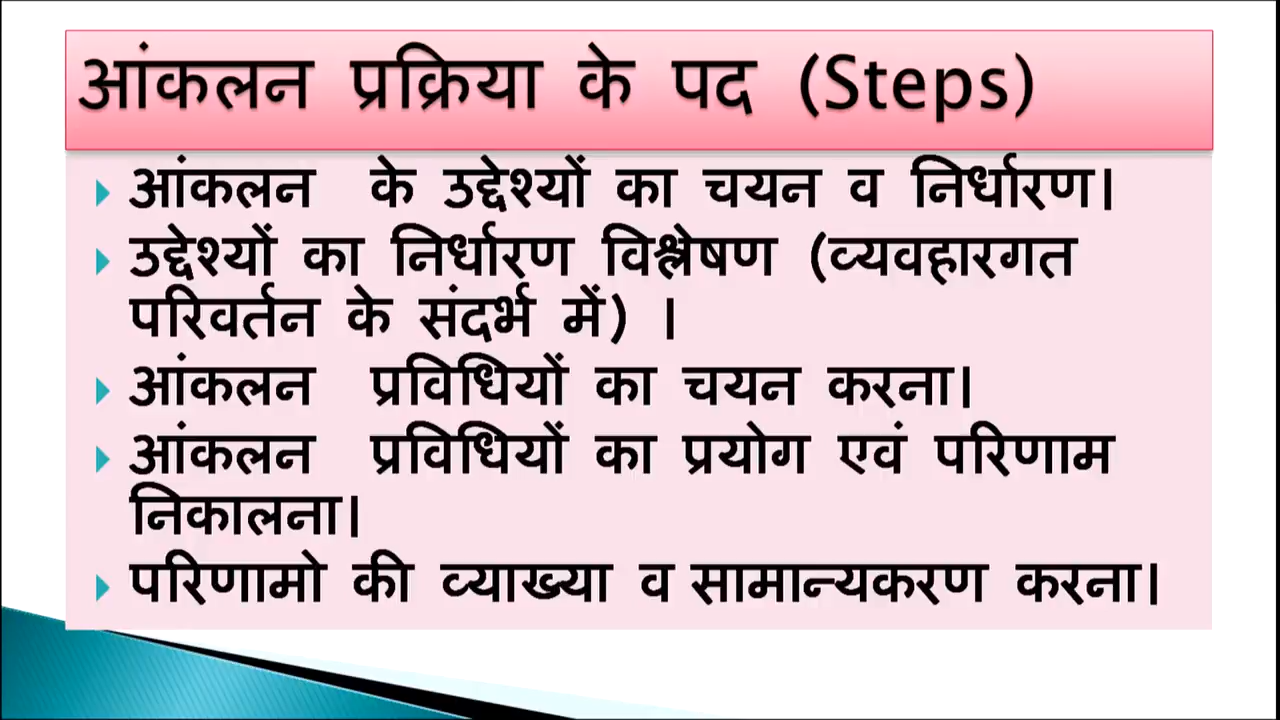 आंकलन प्रक्रिया के पद (Steps)
आंकलन के उद्देश्यों का चयन व निर्धारण।
उद्देश्यों का निर्धारण विश्लेषण (व्यवहारगत
परिवर्तन के संदर्भ में) ।
आंकलन प्रविधियों का चयन करना।
आंकलन प्रविधियों का प्रयोग एवं परिणाम
निकालना।
परिणामो की व्याख्या व सामान्यकरण करना।